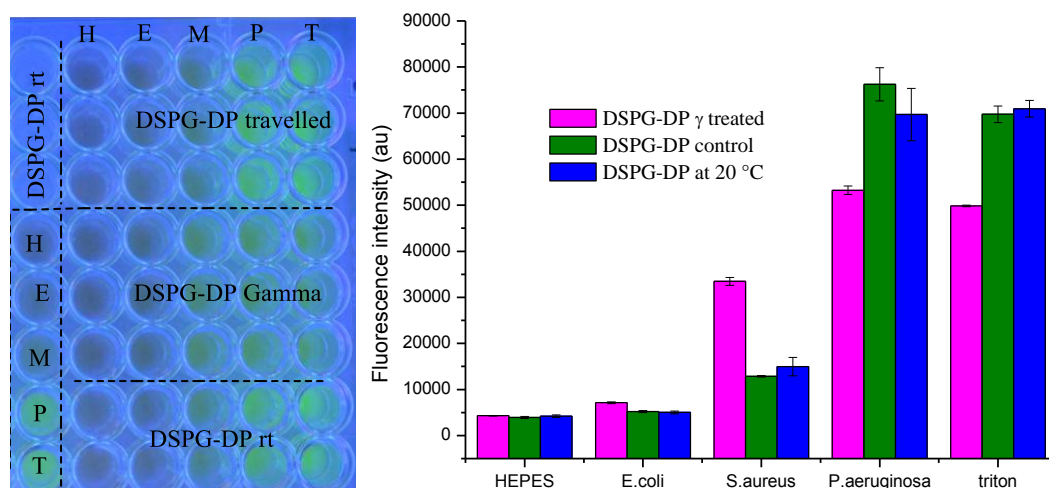 H E M P T
DSPG-DP rt
DSPG-DP travelled
H
E
DSPG-DP Gamma
M
P
DSPG-DP rt
T
Fluorescence intensity (au)
90000
80000
70000
60000
50000
40000
30000
20000
10000
0
DSPG-DP γ treated
DSPG-DP control
DSPG-DP at 20 °C
HEPES E.coli S.aureus P.aeruginosa triton